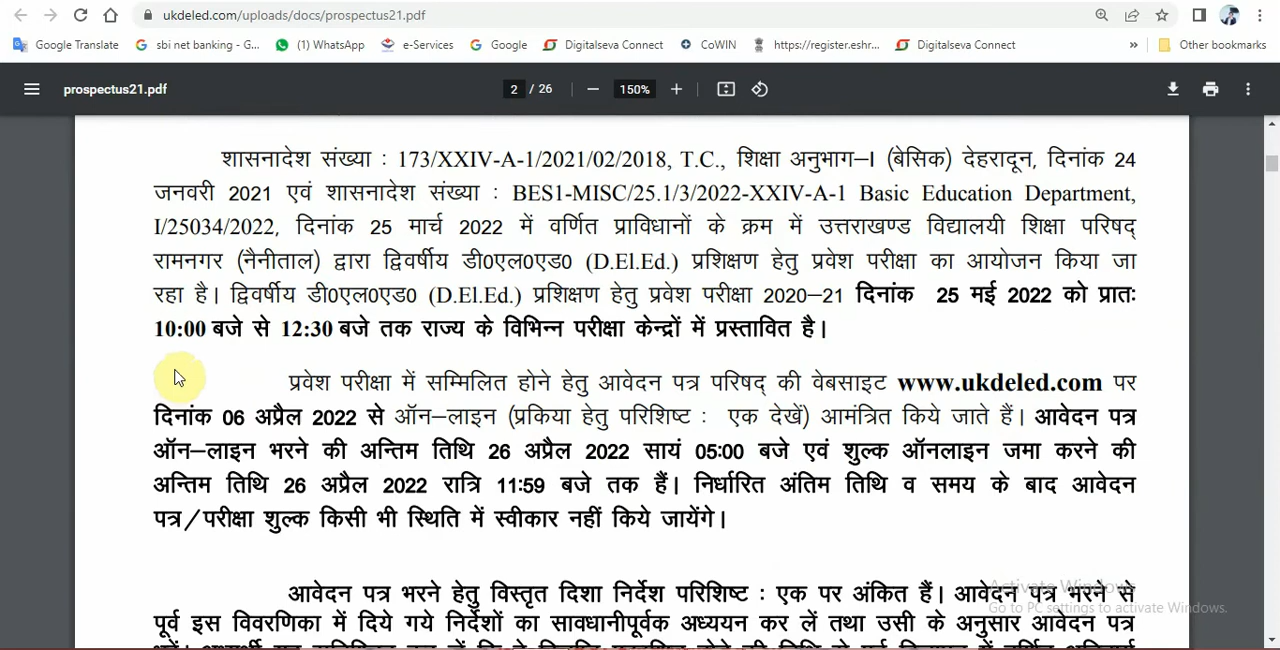 ukdeled.com/uploads/docs/prospectus21.pdf
Google Translate sbi net banking - G... (1) WhatsApp e-Services Google Digitalseva Connect CoWIN https://register.eshr... Digitalseva Connect » Other bookmarks
prospectus21.pdf 2 / 26 — 150% +
शासनादेश संख्या : 173/XXIV-A-1/2021/02/2018, T.C., शिक्षा अनुभाग–I (बेसिक) देहरादून, दिनांक 24
जनवरी 2021 एवं शासनादेश संख्या : BES1-MISC/25.1/3/2022-XXIV-A-1 Basic Education Department,
I/25034/2022, दिनांक 25 मार्च 2022 में वर्णित प्राविधानों के क्रम में उत्तराखण्ड विद्यालयी शिक्षा परिषद्
रामनगर (नैनीताल) द्वारा द्विवर्षीय डी0एल0एड0 (D.El.Ed.) प्रशिक्षण हेतु प्रवेश परीक्षा का आयोजन किया जा
रहा है। द्विवर्षीय डी0एल0एड0 (D.El.Ed.) प्रशिक्षण हेतु प्रवेश परीक्षा 2020–21 दिनांक 25 मई 2022 को प्रातः
10:00 बजे से 12:30 बजे तक राज्य के विभिन्न परीक्षा केन्द्रों में प्रस्तावित है।
प्रवेश परीक्षा में सम्मिलित होने हेतु आवेदन पत्र परिषद् की वेबसाइट www.ukdeled.com पर
दिनांक 06 अप्रैल 2022 से ऑन–लाइन (प्रकिया हेतु परिशिष्ट : एक देखें) आमंत्रित किये जाते हैं। आवेदन पत्र
ऑन–लाइन भरने की अन्तिम तिथि 26 अप्रैल 2022 सायं 05:00 बजे एवं शुल्क ऑनलाइन जमा करने की
अन्तिम तिथि 26 अप्रैल 2022 रात्रि 11:59 बजे तक हैं। निर्धारित अंतिम तिथि व समय के बाद आवेदन
पत्र/परीक्षा शुल्क किसी भी स्थिति में स्वीकार नहीं किये जायेंगे।
आवेदन पत्र भरने हेतु विस्तृत दिशा निर्देश परिशिष्ट : एक पर अंकित हैं। आवेदन पत्र भरने से
पूर्व इस विवरणिका में दिये गये निर्देशों का सावधानीपूर्वक अध्ययन कर लें तथा उसी के अनुसार आवेदन पत्र
Activate Windows
Go to PC settings to activate Windows.